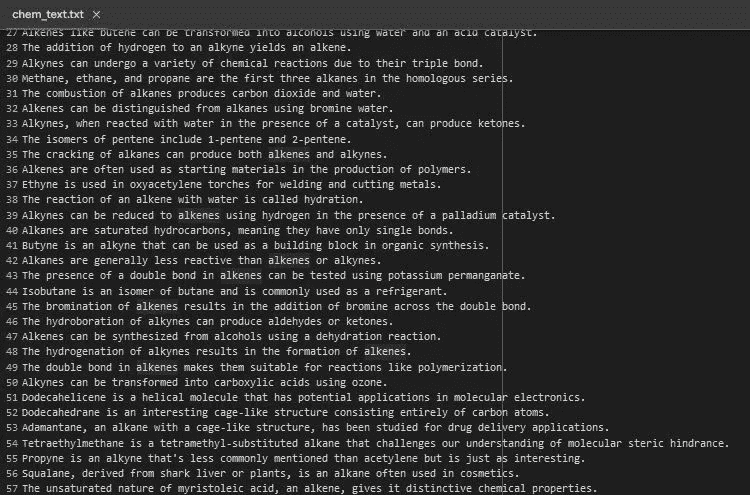 chem_text.txt ×
27 Alkenes like butene can be transformed into alcohols using water and an acid catalyst.
28 The addition of hydrogen to an alkyne yields an alkene.
29 Alkynes can undergo a variety of chemical reactions due to their triple bond.
30 Methane, ethane, and propane are the first three alkanes in the homologous series.
31 The combustion of alkanes produces carbon dioxide and water.
32 Alkenes can be distinguished from alkanes using bromine water.
33 Alkynes, when reacted with water in the presence of a catalyst, can produce ketones.
34 The isomers of pentene include 1-pentene and 2-pentene.
35 The cracking of alkanes can produce both alkenes and alkynes.
36 Alkenes are often used as starting materials in the production of polymers.
37 Ethyne is used in oxyacetylene torches for welding and cutting metals.
38 The reaction of an alkene with water is called hydration.
39 Alkynes can be reduced to alkenes using hydrogen in the presence of a palladium catalyst.
40 Alkanes are saturated hydrocarbons, meaning they have only single bonds.
41 Butyne is an alkyne that can be used as a building block in organic synthesis.
42 Alkanes are generally less reactive than alkenes or alkynes.
43 The presence of a double bond in alkenes can be tested using potassium permanganate.
44 Isobutane is an isomer of butane and is commonly used as a refrigerant.
45 The bromination of alkenes results in the addition of bromine across the double bond.
46 The hydroboration of alkynes can produce aldehydes or ketones.
47 Alkenes can be synthesized from alcohols using a dehydration reaction.
48 The hydrogenation of alkynes results in the formation of alkenes.
49 The double bond in alkenes makes them suitable for reactions like polymerization.
50 Alkynes can be transformed into carboxylic acids using ozone.
51 Dodecahelicene is a helical molecule that has potential applications in molecular electronics.
52 Dodecahedrane is an interesting cage-like structure consisting entirely of carbon atoms.
53 Adamantane, an alkane with a cage-like structure, has been studied for drug delivery applications.
54 Tetraethylmethane is a tetramethyl-substituted alkane that challenges our understanding of molecular steric hindrance.
55 Propyne is an alkyne that's less commonly mentioned than acetylene but is just as interesting.
56 Squalane, derived from shark liver or plants, is an alkane often used in cosmetics.
57 The unsaturated nature of myristoleic acid, an alkene, gives it distinctive chemical properties.